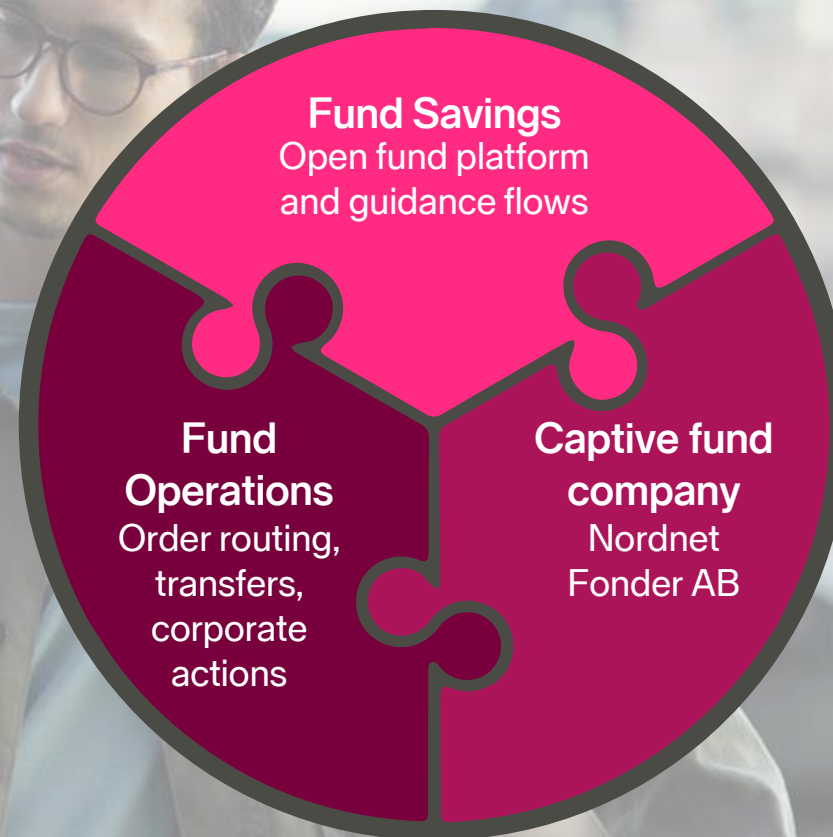 Fund Savings
Open fund platform
and guidance flows
Fund
Operations
Order routing,
transfers,
corporate
actions
Captive fund
company
Nordnet
Fonder AB